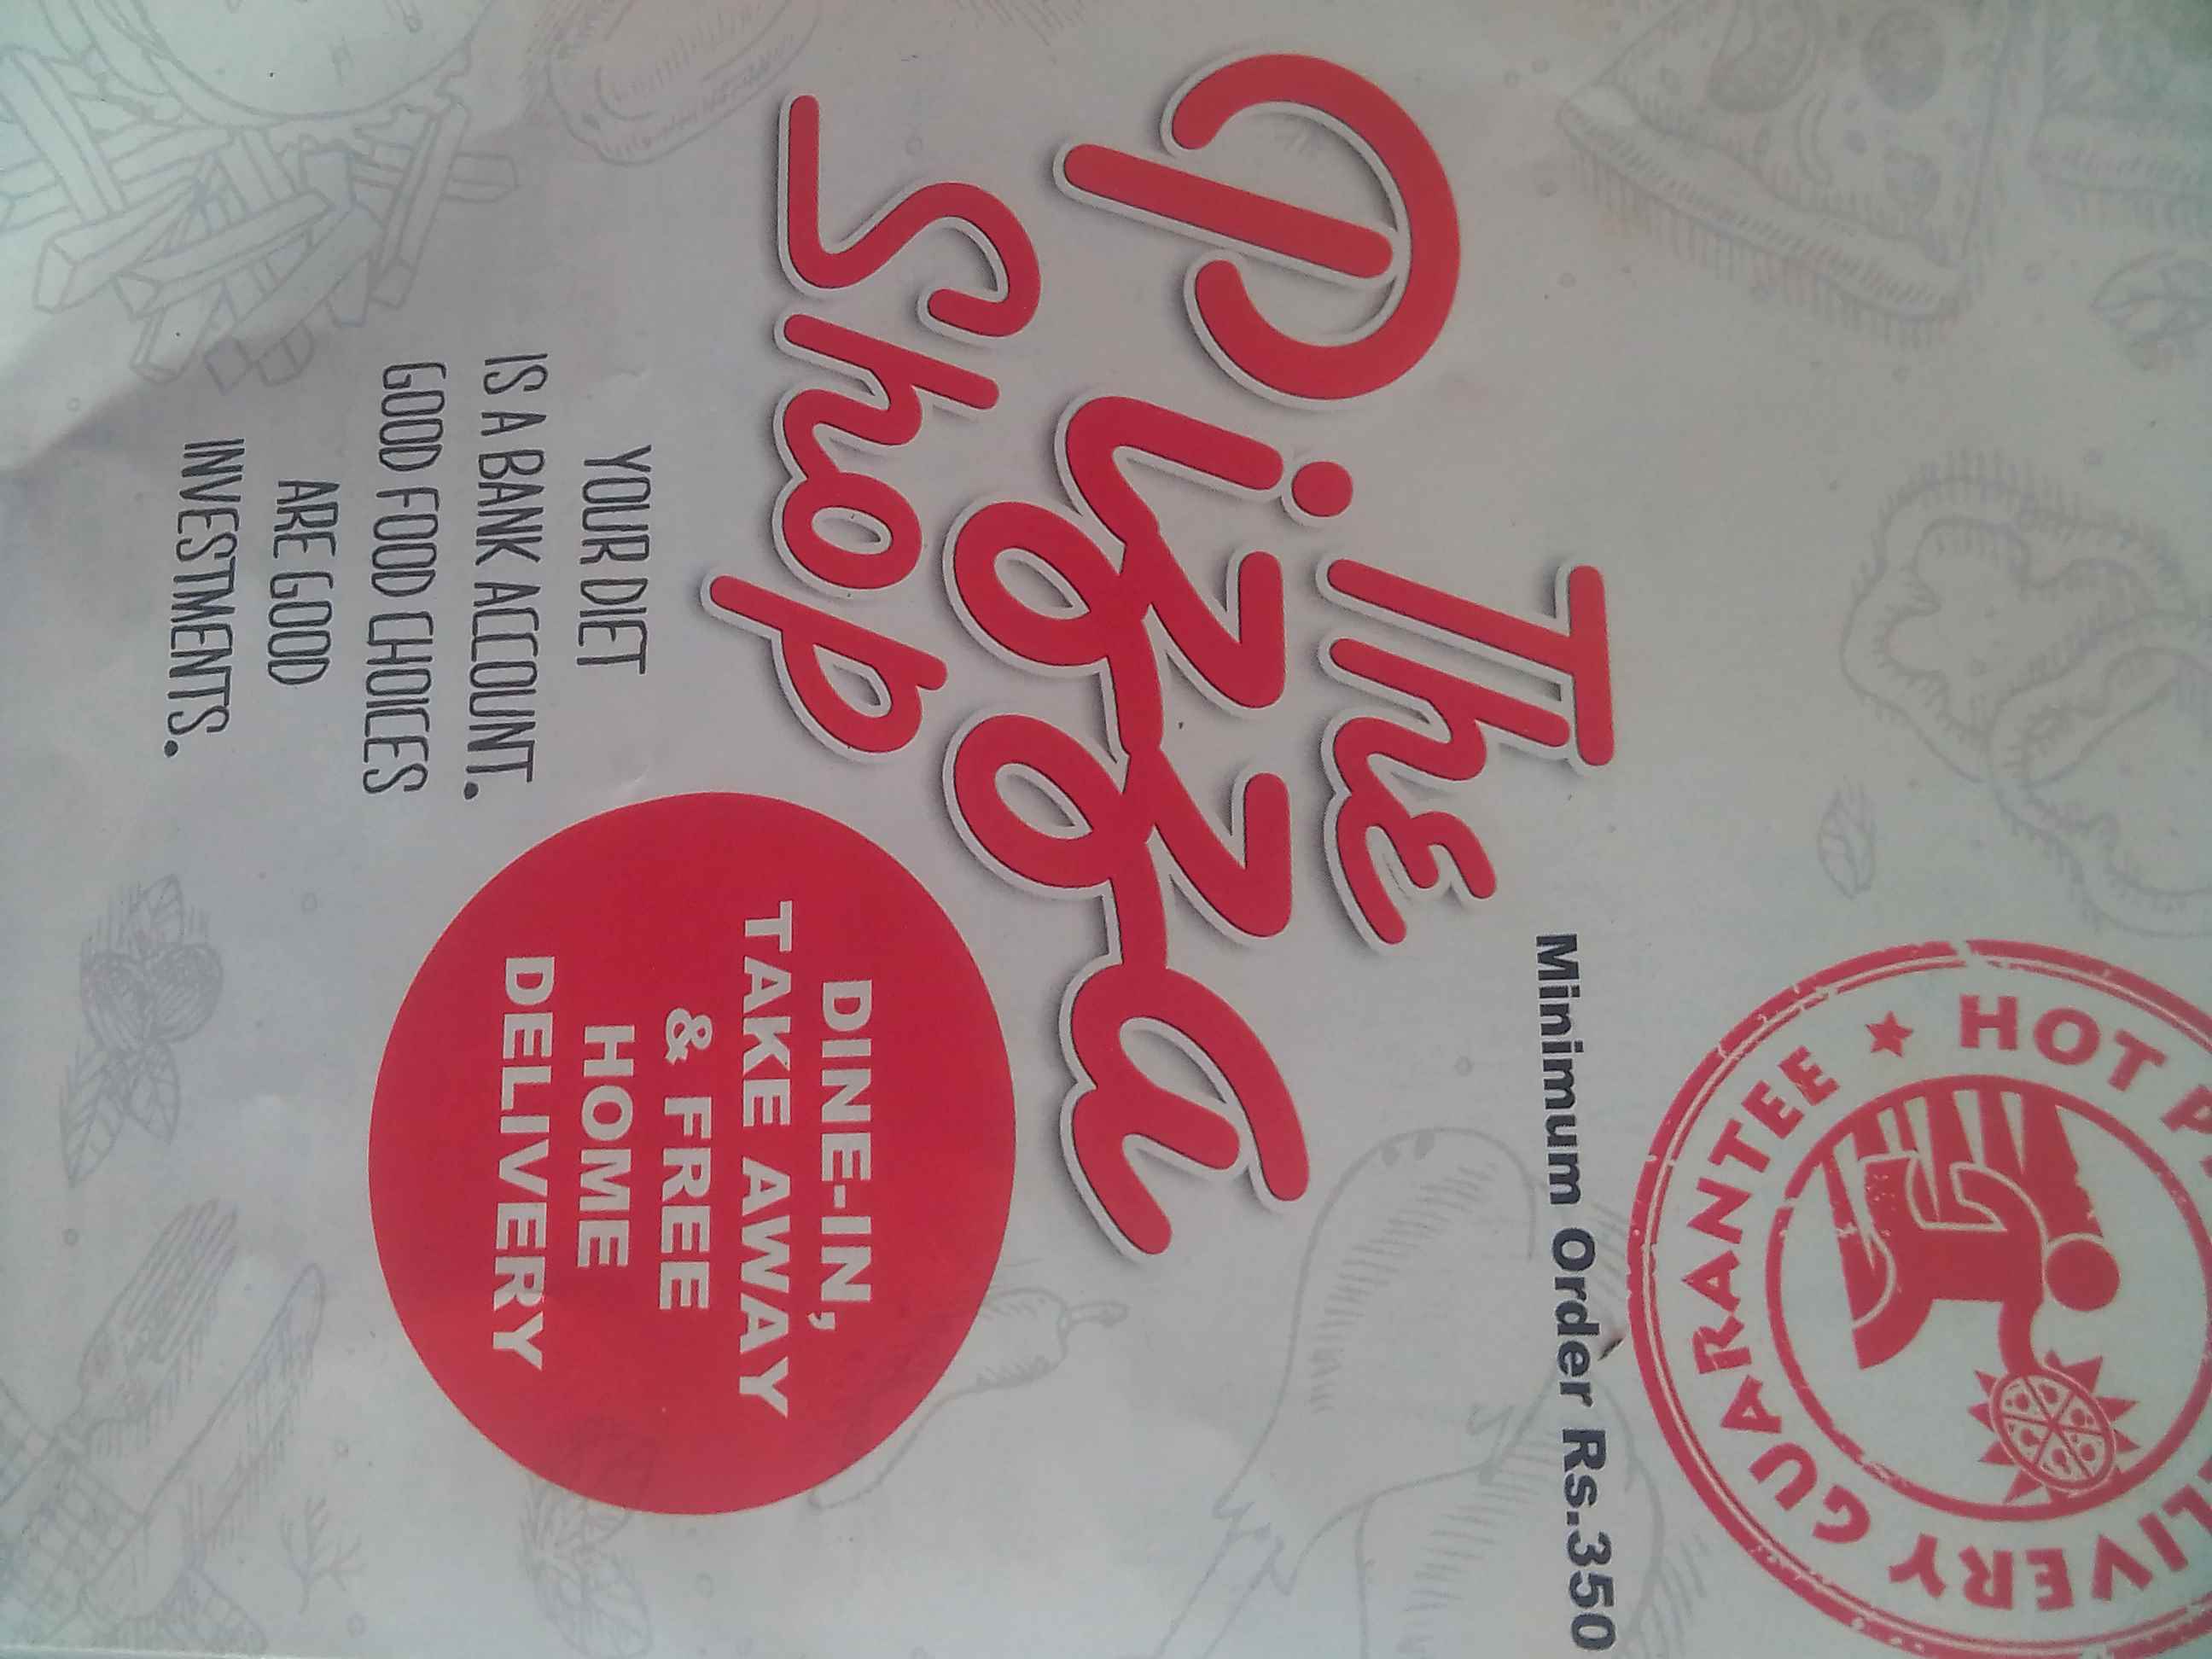 HOT
DELIVERY GUARANTEE
Minimum Order Rs.350
The
Pizza
Shop
DINE-IN,
TAKE AWAY
& FREE
HOME
DELIVERY
YOUR DIET
IS A BANK ACCOUNT.
GOOD FOOD CHOICES
ARE GOOD
INVESTMENTS.